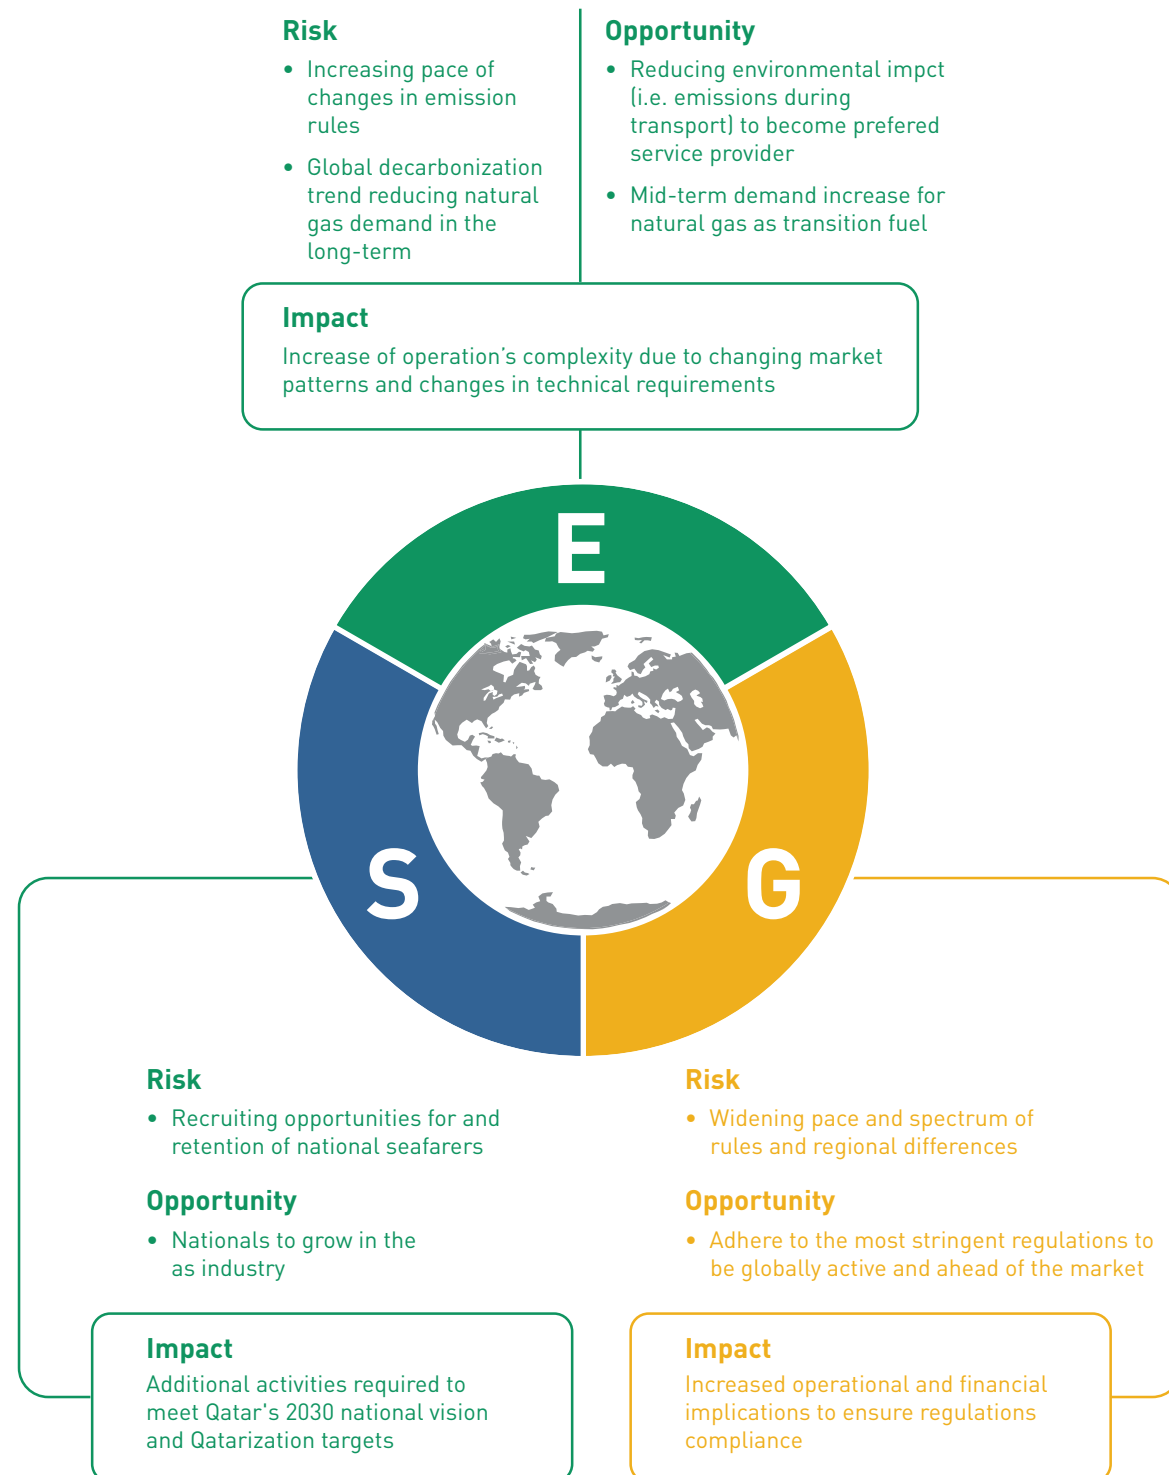 Risk
• Increasing pace of
changes in emission
rules
• Global decarbonization
trend reducing natural
gas demand in the
long-term
Opportunity
• Reducing environmental impct
(i.e. emissions during
transport) to become prefered
service provider
• Mid-term demand increase for
natural gas as transition fuel
Impact
Increase of operation's complexity due to changing market
patterns and changes in technical requirements
E
S
G
Risk
• Recruiting opportunities for and
retention of national seafarers
Opportunity
• Nationals to grow in the
as industry
Impact
Additional activities required to
meet Qatar's 2030 national vision
and Qatarization targets
Risk
• Widening pace and spectrum of
rules and regional differences
Opportunity
• Adhere to the most stringent regulations to
be globally active and ahead of the market
Impact
Increased operational and financial
implications to ensure regulations
compliance